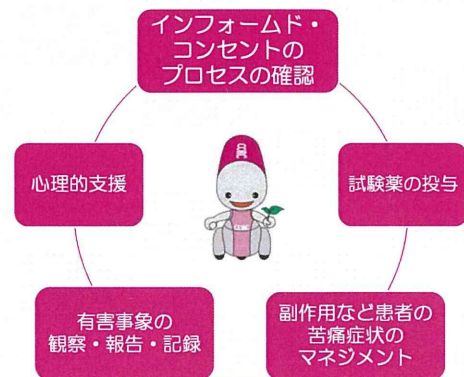 インフォームド・
コンセントの
プロセスの確認
心理的支援
試験薬の投与
有害事象の
観察・報告・記録
副作用など患者の
苦痛症状の
マネジメント